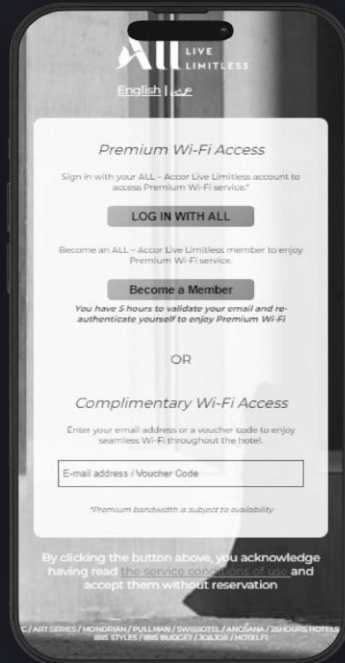 ALL LIVE
LIMITLESS
English | عربي
Premium Wi-Fi Access
Sign in with your ALL – Accor Live Limitless account to
access Premium Wi-Fi service.*
LOG IN WITH ALL
Become an ALL – Accor Live Limitless member to enjoy
Premium Wi-Fi service.
Become a Member
You have 5 hours to validate your email and re-
authenticate yourself to enjoy Premium Wi-Fi
OR
Complimentary Wi-Fi Access
Enter your email address or a voucher code to enjoy
seamless Wi-Fi throughout the hotel.
E-mail address / Voucher Code
*Premium bandwidth is subject to availability
By clicking the button above, you acknowledge
having read the service conditions of use and
accept them without reservation
C / ART SERIES / MONDRIAN / PULLMAN / SWISSOTEL / ANGSANA / 25HOURS HOTELS
IBIS STYLES / IBIS BUDGET / JO&JOE / HOTELF1